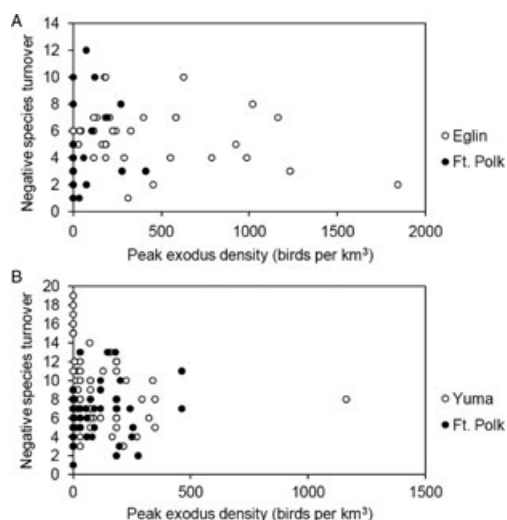 A
14
12
10
8
6
4
2
0
Negative species turnover
0 500 1000 1500 2000
Peak exodus density (birds per km³)
Eglin
Ft. Polk
B
20
18
16
14
12
10
8
6
4
2
0
Negative species turnover
0 500 1000 1500
Peak exodus density (birds per km³)
Yuma
Ft. Polk